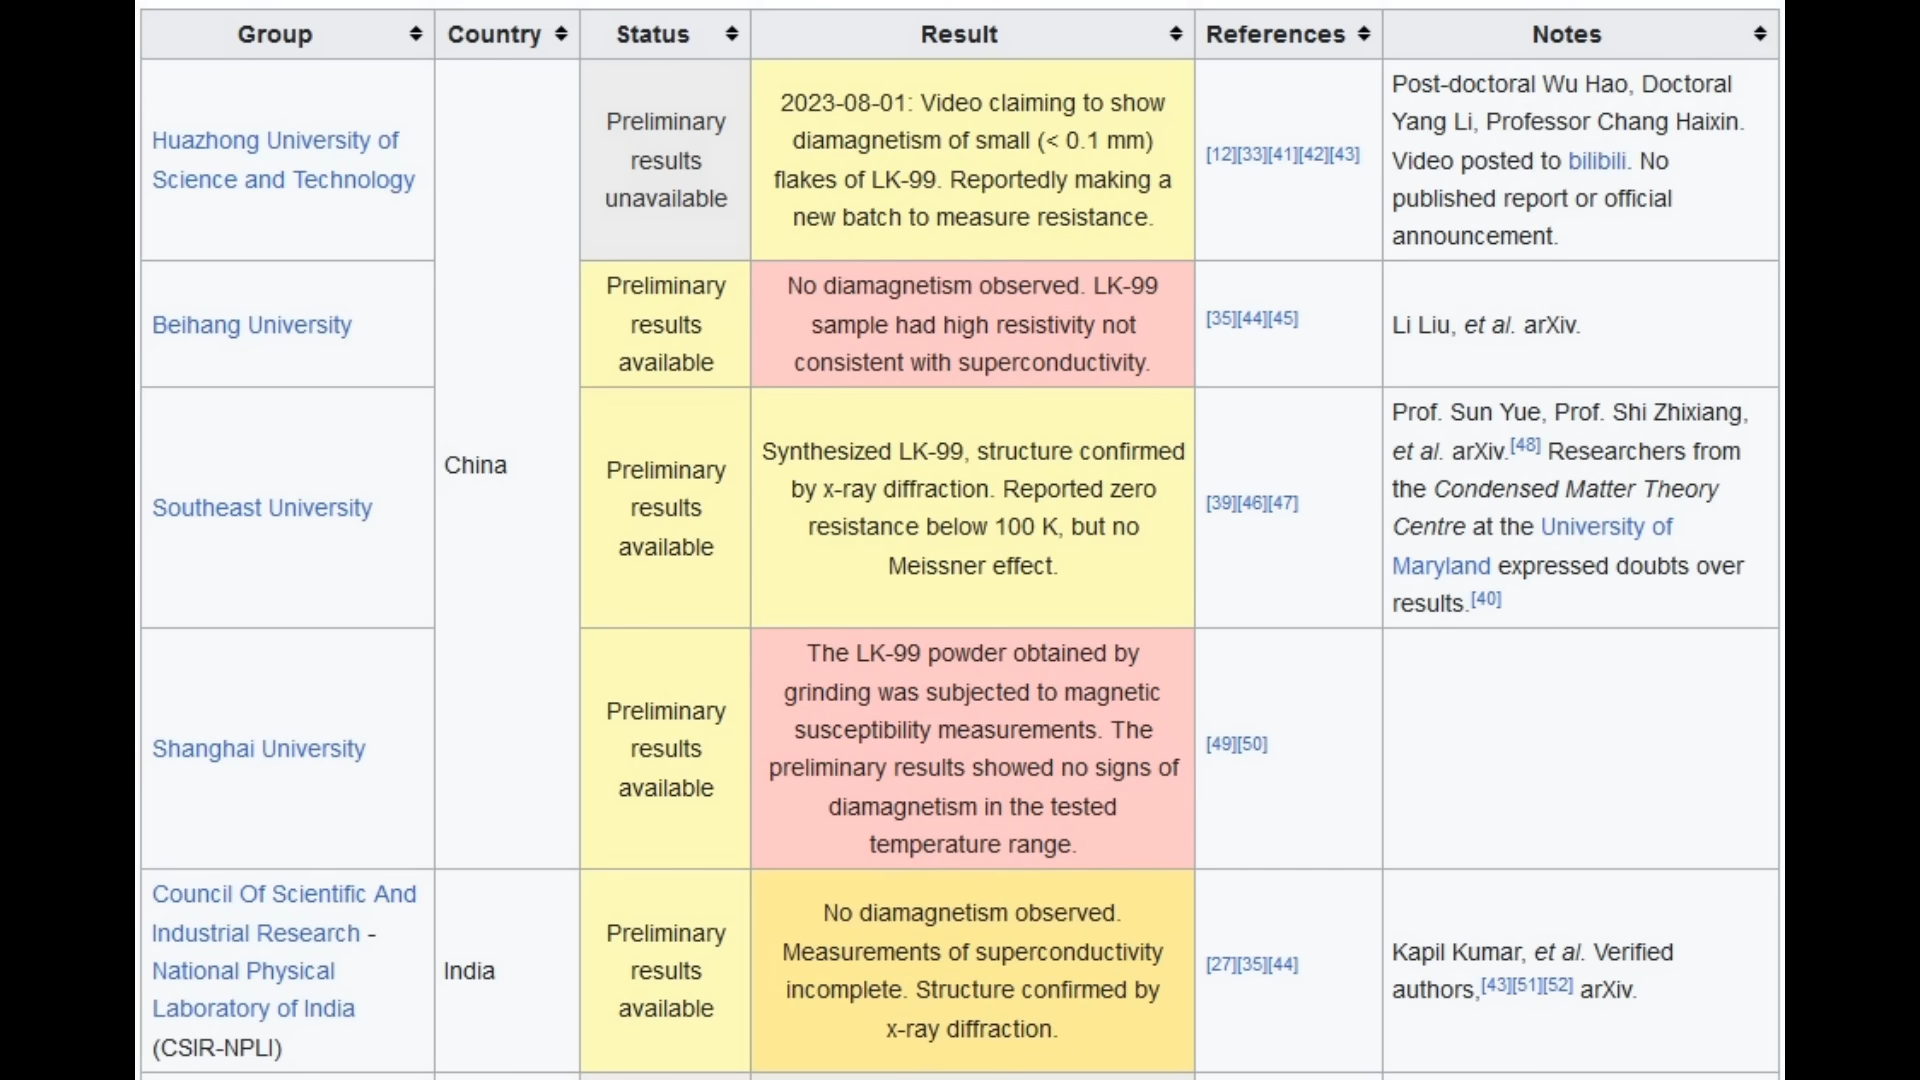 Group Country Status Result References Notes
Huazhong University of
Science and Technology
China
Preliminary
results
unavailable
2023-08-01: Video claiming to show
diamagnetism of small (< 0.1 mm)
flakes of LK-99. Reportedly making a
new batch to measure resistance.
[12][33][41][42][43]
Post-doctoral Wu Hao, Doctoral
Yang Li, Professor Chang Haixin.
Video posted to bilibili. No
published report or official
announcement.
Beihang University
Preliminary
results
available
No diamagnetism observed. LK-99
sample had high resistivity not
consistent with superconductivity.
[35][44][45]
Li Liu, et al. arXiv.
Southeast University
Preliminary
results
available
Synthesized LK-99, structure confirmed
by x-ray diffraction. Reported zero
resistance below 100 K, but no
Meissner effect.
[39][46][47]
Prof. Sun Yue, Prof. Shi Zhixiang,
et al. arXiv.[48] Researchers from
the Condensed Matter Theory
Centre at the University of
Maryland expressed doubts over
results.[40]
Shanghai University
Preliminary
results
available
The LK-99 powder obtained by
grinding was subjected to magnetic
susceptibility measurements. The
preliminary results showed no signs of
diamagnetism in the tested
temperature range.
[49][50]
Council Of Scientific And
Industrial Research -
National Physical
Laboratory of India
(CSIR-NPLI)
India
Preliminary
results
available
No diamagnetism observed.
Measurements of superconductivity
incomplete. Structure confirmed by
x-ray diffraction.
[27][35][44]
Kapil Kumar, et al. Verified
authors,[43][51][52] arXiv.